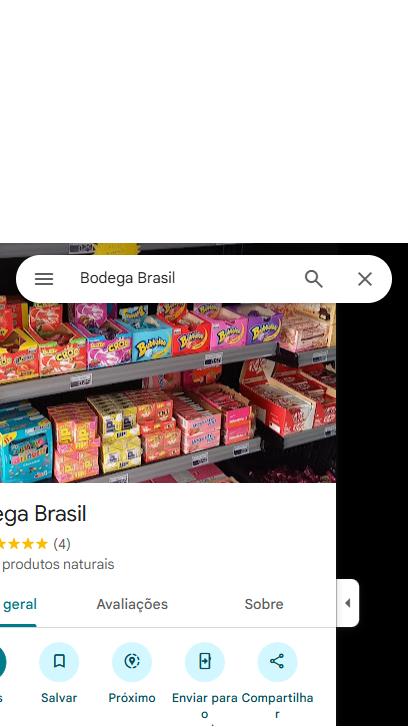 Bodega Brasil
Bubbaloo
Bubbaloo
Bubbaloo
ega Brasil
(4)
produtos naturais
geral
Avaliações
Sobre
s
Salvar
Próximo
Enviar para o
Compartilhar